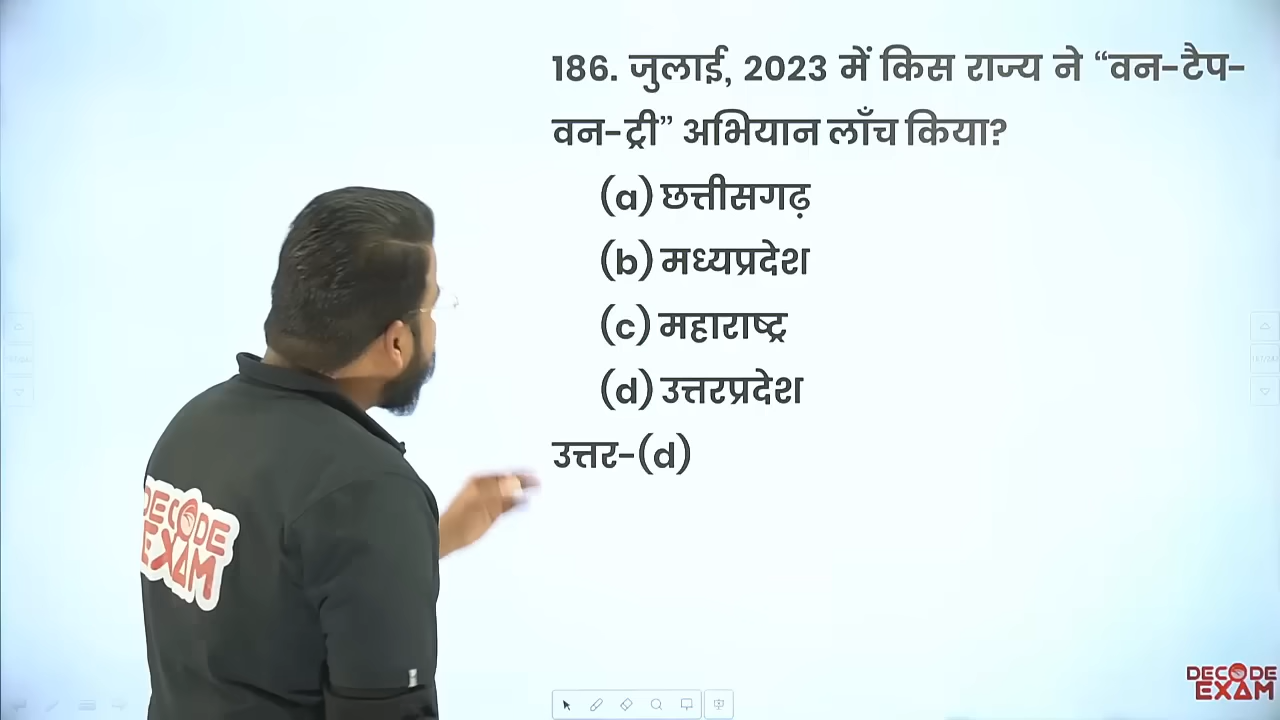 186. जुलाई, 2023 में किस राज्य ने “वन-टैप-
वन-ट्री” अभियान लाँच किया?
(a) छत्तीसगढ़
(b) मध्यप्रदेश
(c) महाराष्ट्र
(d) उत्तरप्रदेश
उत्तर-(d)
DECODE
EXAM
DECODE
EXAM